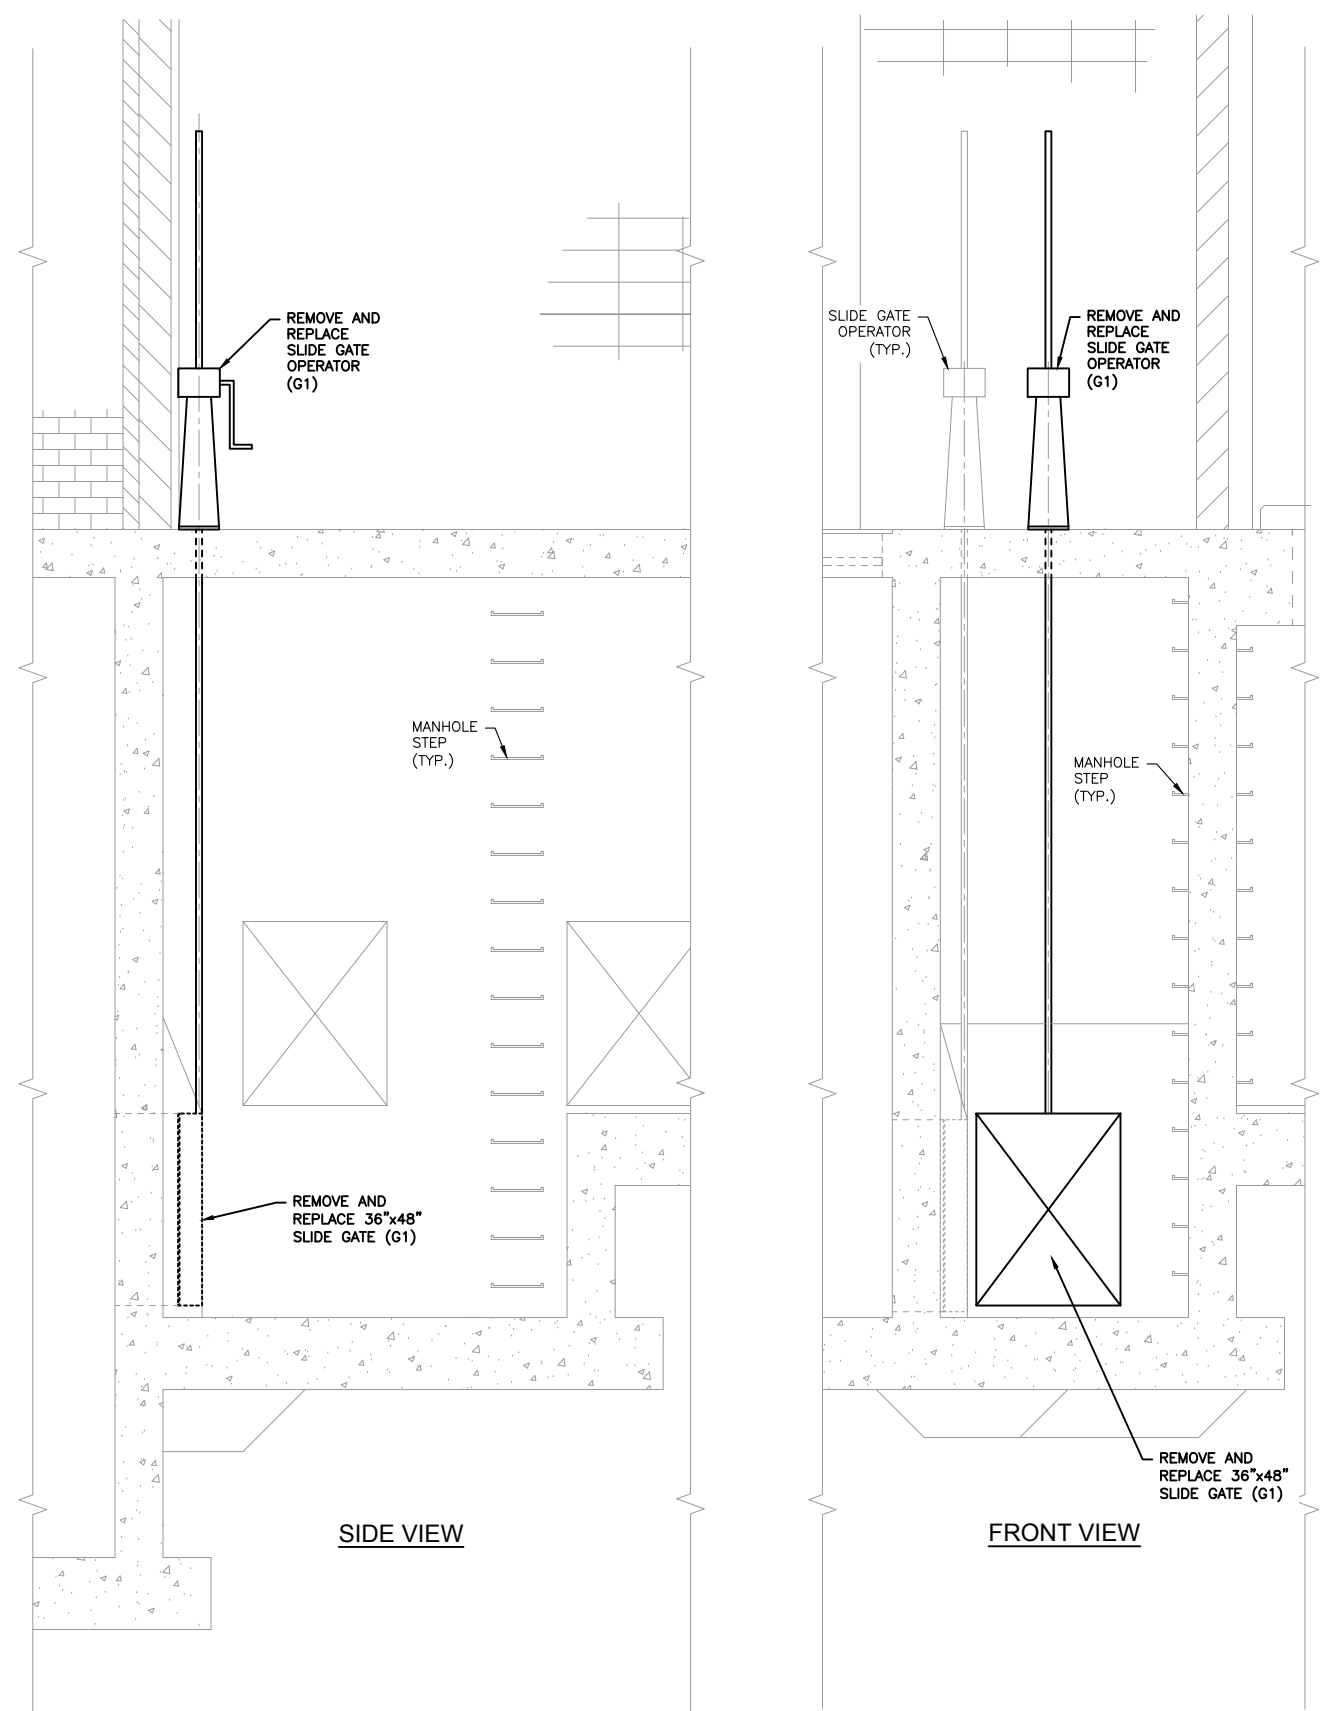 REMOVE AND
REPLACE
SLIDE GATE
OPERATOR
(G1)
MANHOLE
STEP
(TYP.)
REMOVE AND
REPLACE 36"x48"
SLIDE GATE (G1)
SIDE VIEW
SLIDE GATE
OPERATOR
(TYP.)
REMOVE AND
REPLACE
SLIDE GATE
OPERATOR
(G1)
MANHOLE
STEP
(TYP.)
REMOVE AND
REPLACE 36"x48"
SLIDE GATE (G1)
FRONT VIEW